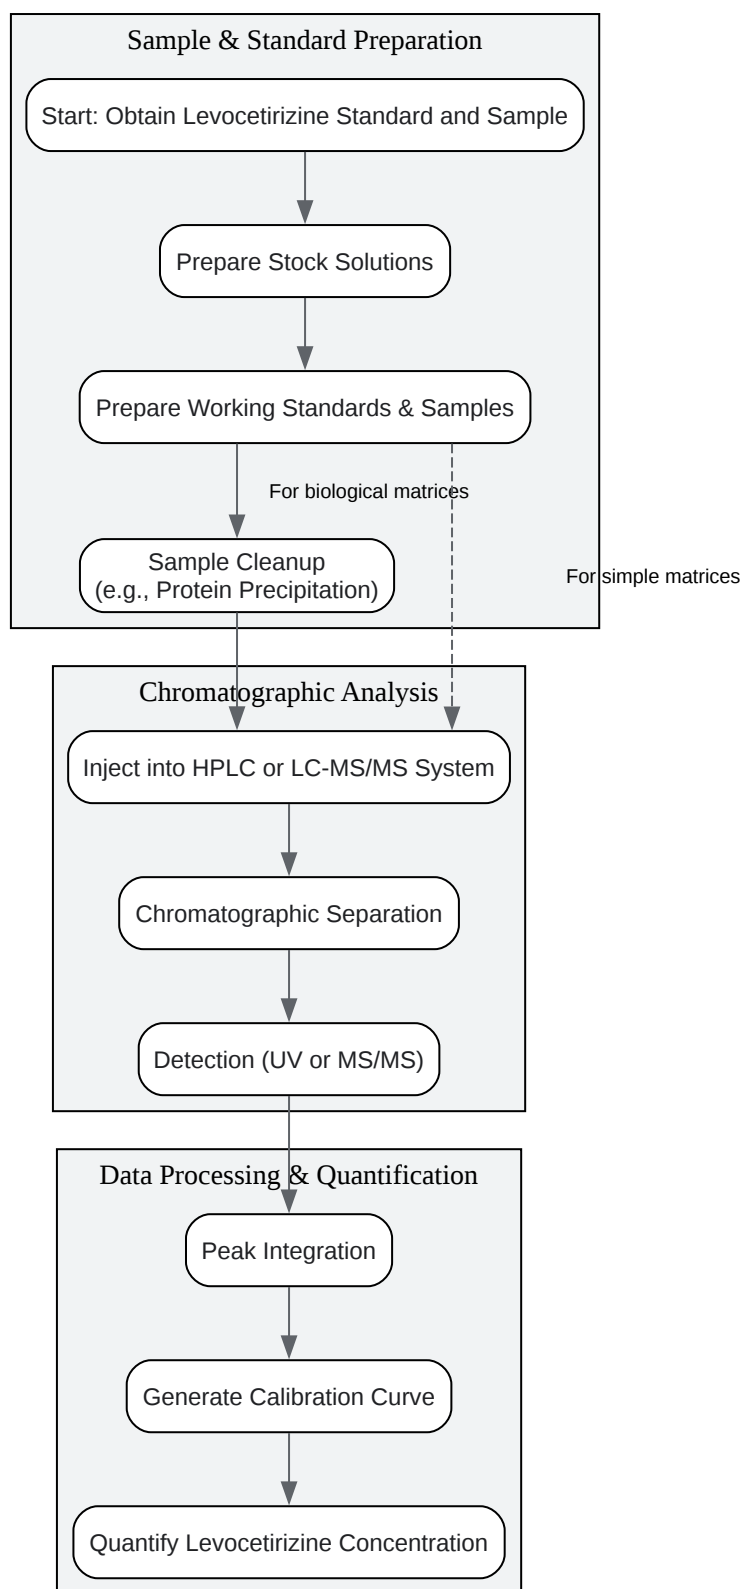 Sample & Standard Preparation
Start: Obtain Levocetirizine Standard and Sample
Prepare Stock Solutions
Prepare Working Standards & Samples
For biological matrices
Sample Cleanup
(e.g., Protein Precipitation)
For simple matrices
Chromatographic Analysis
Inject into HPLC or LC-MS/MS System
Chromatographic Separation
Detection (UV or MS/MS)
Data Processing & Quantification
Peak Integration
Generate Calibration Curve
Quantify Levocetirizine Concentration